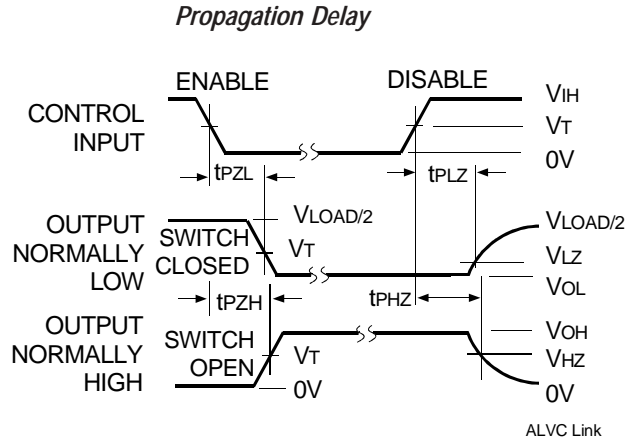 Propagation Delay
ENABLE
DISABLE
CONTROL
INPUT
VIH
VT
0V
tPZL
tPLZ
OUTPUT
NORMALLY
LOW
SWITCH
CLOSED
VLOAD/2
VT
VLOAD/2
VLZ
VOL
tPZH
tPHZ
OUTPUT
NORMALLY
HIGH
SWITCH
OPEN
VT
0V
VOH
VHZ
0V
ALVC Link